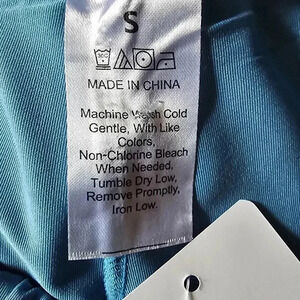 S
MADE IN CHINA
Machine Wash Cold
Gentle, With Like
Colors,
Non-Chlorine Bleach
When Needed.
Tumble Dry Low,
Remove Promptly,
Iron Low.